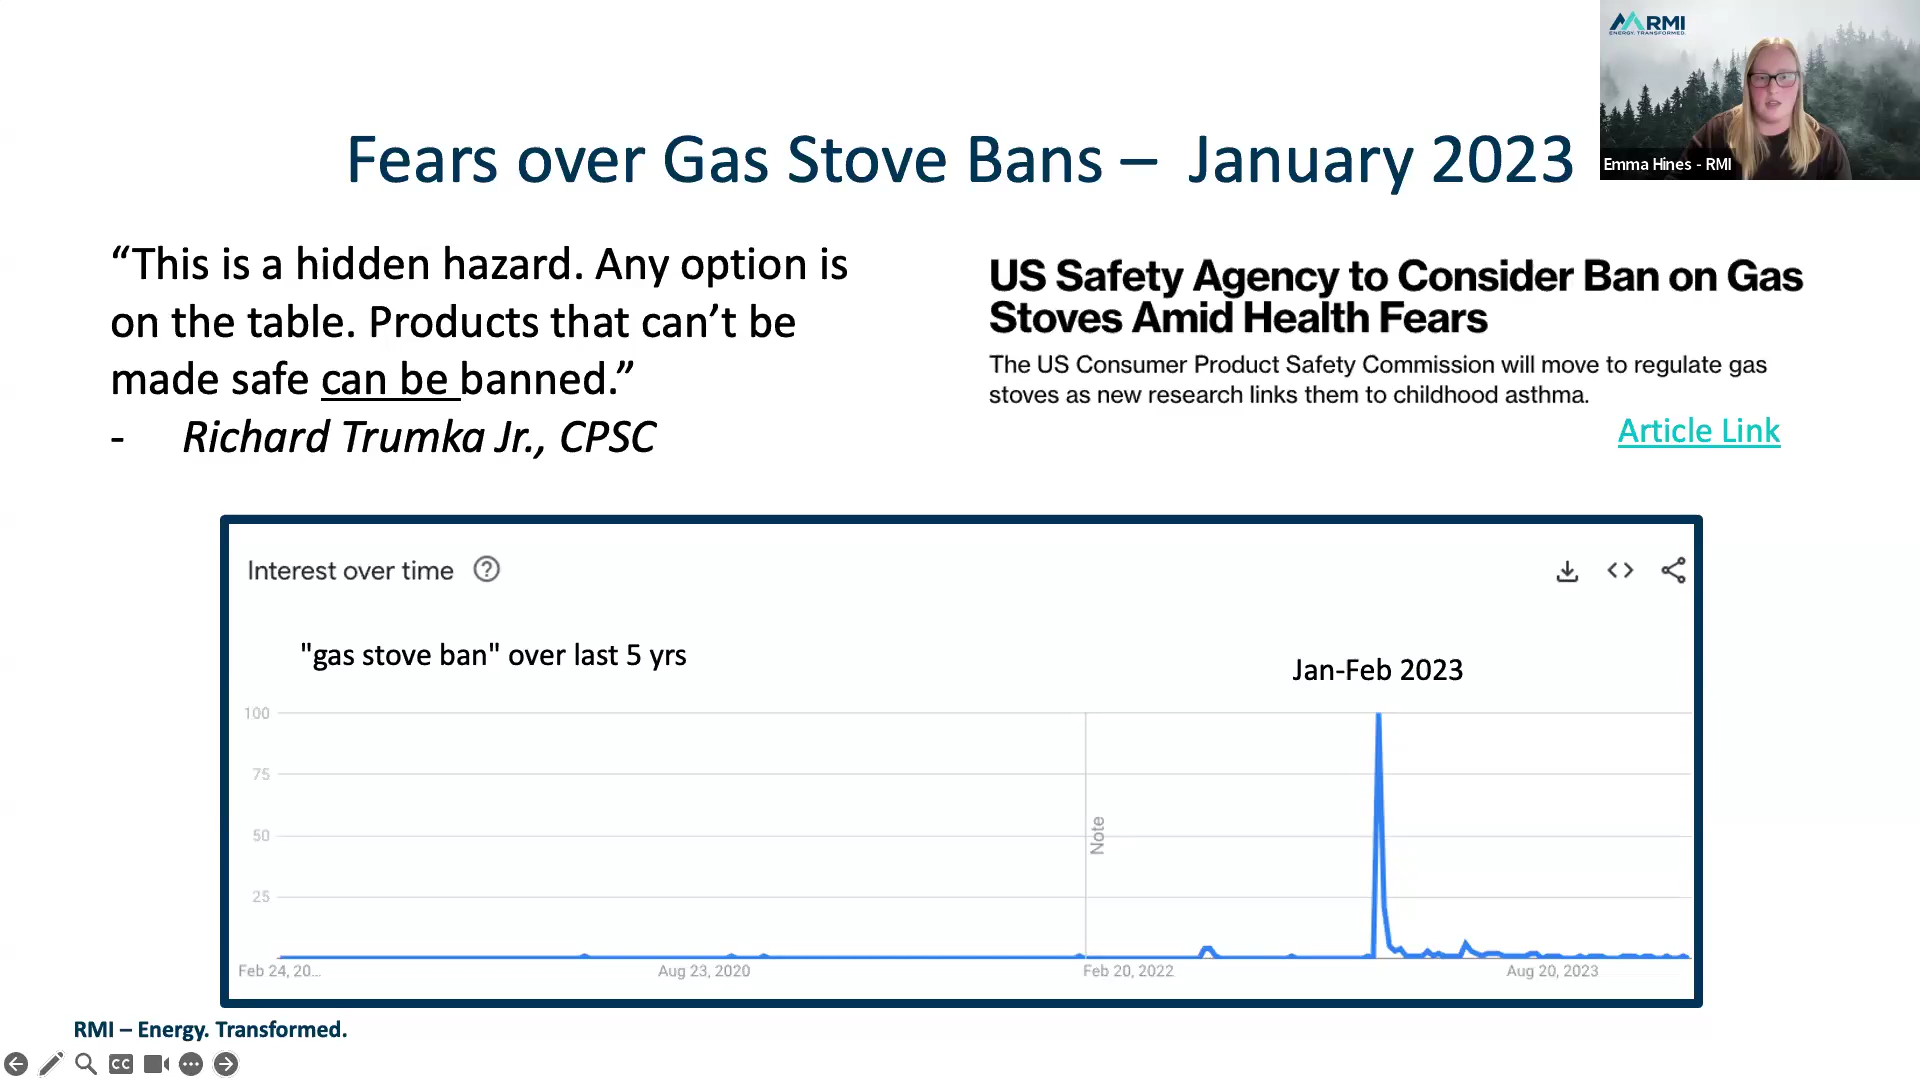 RMI
ENERGY. TRANSFORMED.
Emma Hines - RMI
Fears over Gas Stove Bans – January 2023
“This is a hidden hazard. Any option is
on the table. Products that can’t be
made safe can be banned.”
- Richard Trumka Jr., CPSC
US Safety Agency to Consider Ban on Gas
Stoves Amid Health Fears
The US Consumer Product Safety Commission will move to regulate gas
stoves as new research links them to childhood asthma.
Article Link
Interest over time ?
"gas stove ban" over last 5 yrs
Jan-Feb 2023
100
75
50
25
Note
Feb 24, 20... Aug 23, 2020 Feb 20, 2022 Aug 20, 2023
RMI – Energy. Transformed.
CC